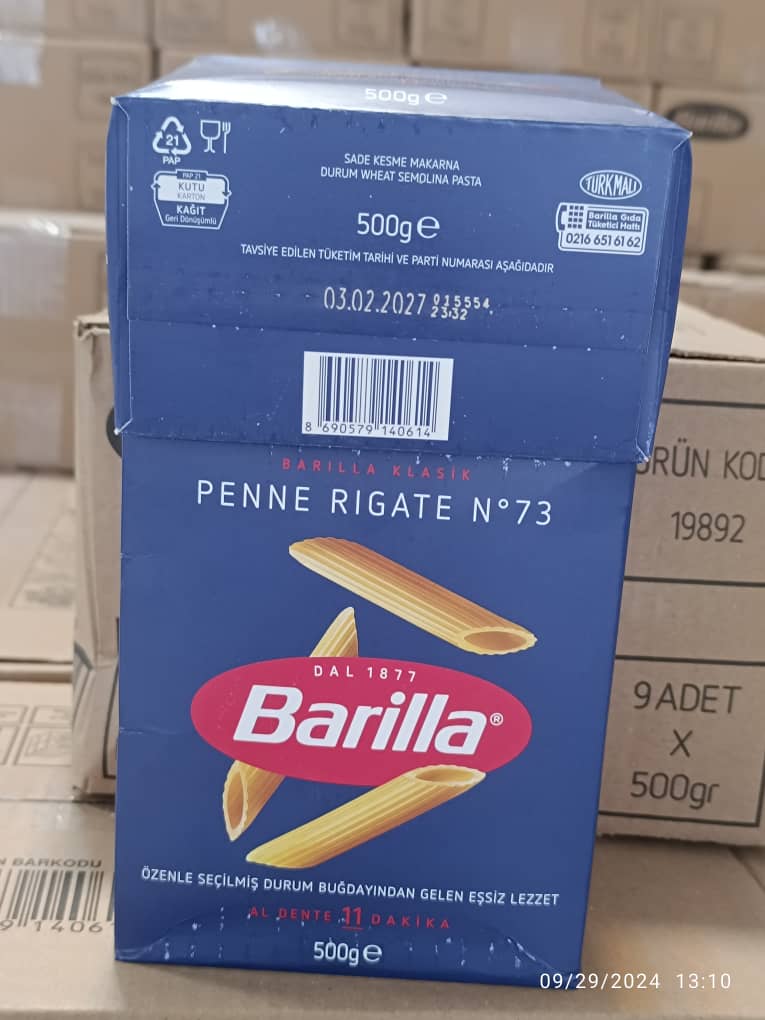 500g e
Barilla
21
PAP
PAP 21
KUTU
KARTON
KAĞIT
Geri Dönüşümlü
SADE KESME MAKARNA
DURUM WHEAT SEMOLINA PASTA
500g e
TÜRK MALI
Barilla Gıda
Tüketici Hattı
0216 651 61 62
TAVSİYE EDİLEN TÜKETİM TARİHİ VE PARTİ NUMARASI AŞAĞIDADIR
03.02.2027 015554
23:32
8 690579 140614
BARILLA KLASİK
PENNE RIGATE N°73
DAL 1877
Barilla®
ÖZENLE SEÇİLMİŞ DURUM BUĞDAYINDAN GELEN EŞSİZ LEZZET
AL DENTE 11 DAKİKA
500g e
ÜRÜN KOD
19892
9 ADET
X
500gr
N BARKODU
9 1406
09/29/2024 13:10